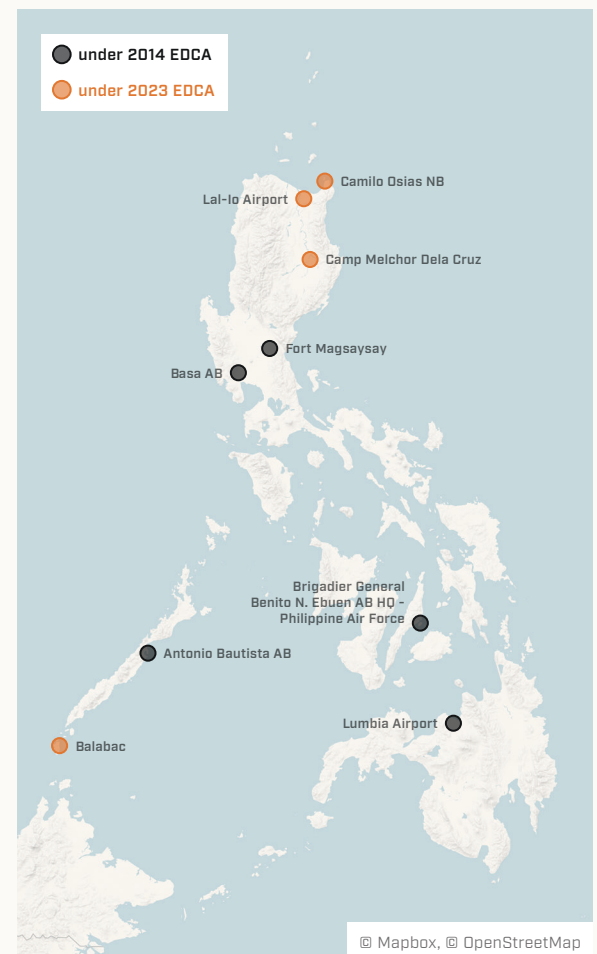 under 2014 EDCA
under 2023 EDCA
Camilo Osias NB
Lal-lo Airport
Camp Melchor Dela Cruz
Fort Magsaysay
Basa AB
Brigadier General
Benito N. Ebuen AB HQ -
Philippine Air Force
Antonio Bautista AB
Lumbia Airport
Balabac
© Mapbox, © OpenStreetMap